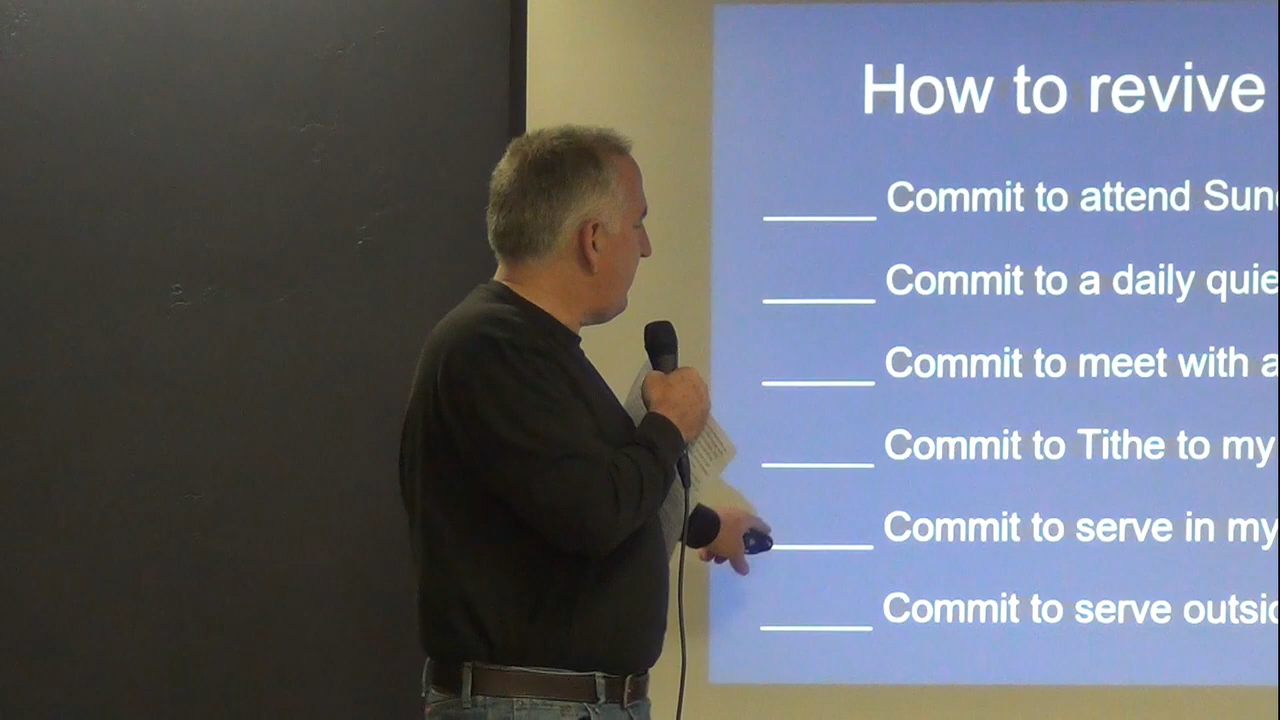 How to revive
_____ Commit to attend Sun
_____ Commit to a daily quie
_____ Commit to meet with a
_____ Commit to Tithe to my
_____ Commit to serve in my
_____ Commit to serve outsic